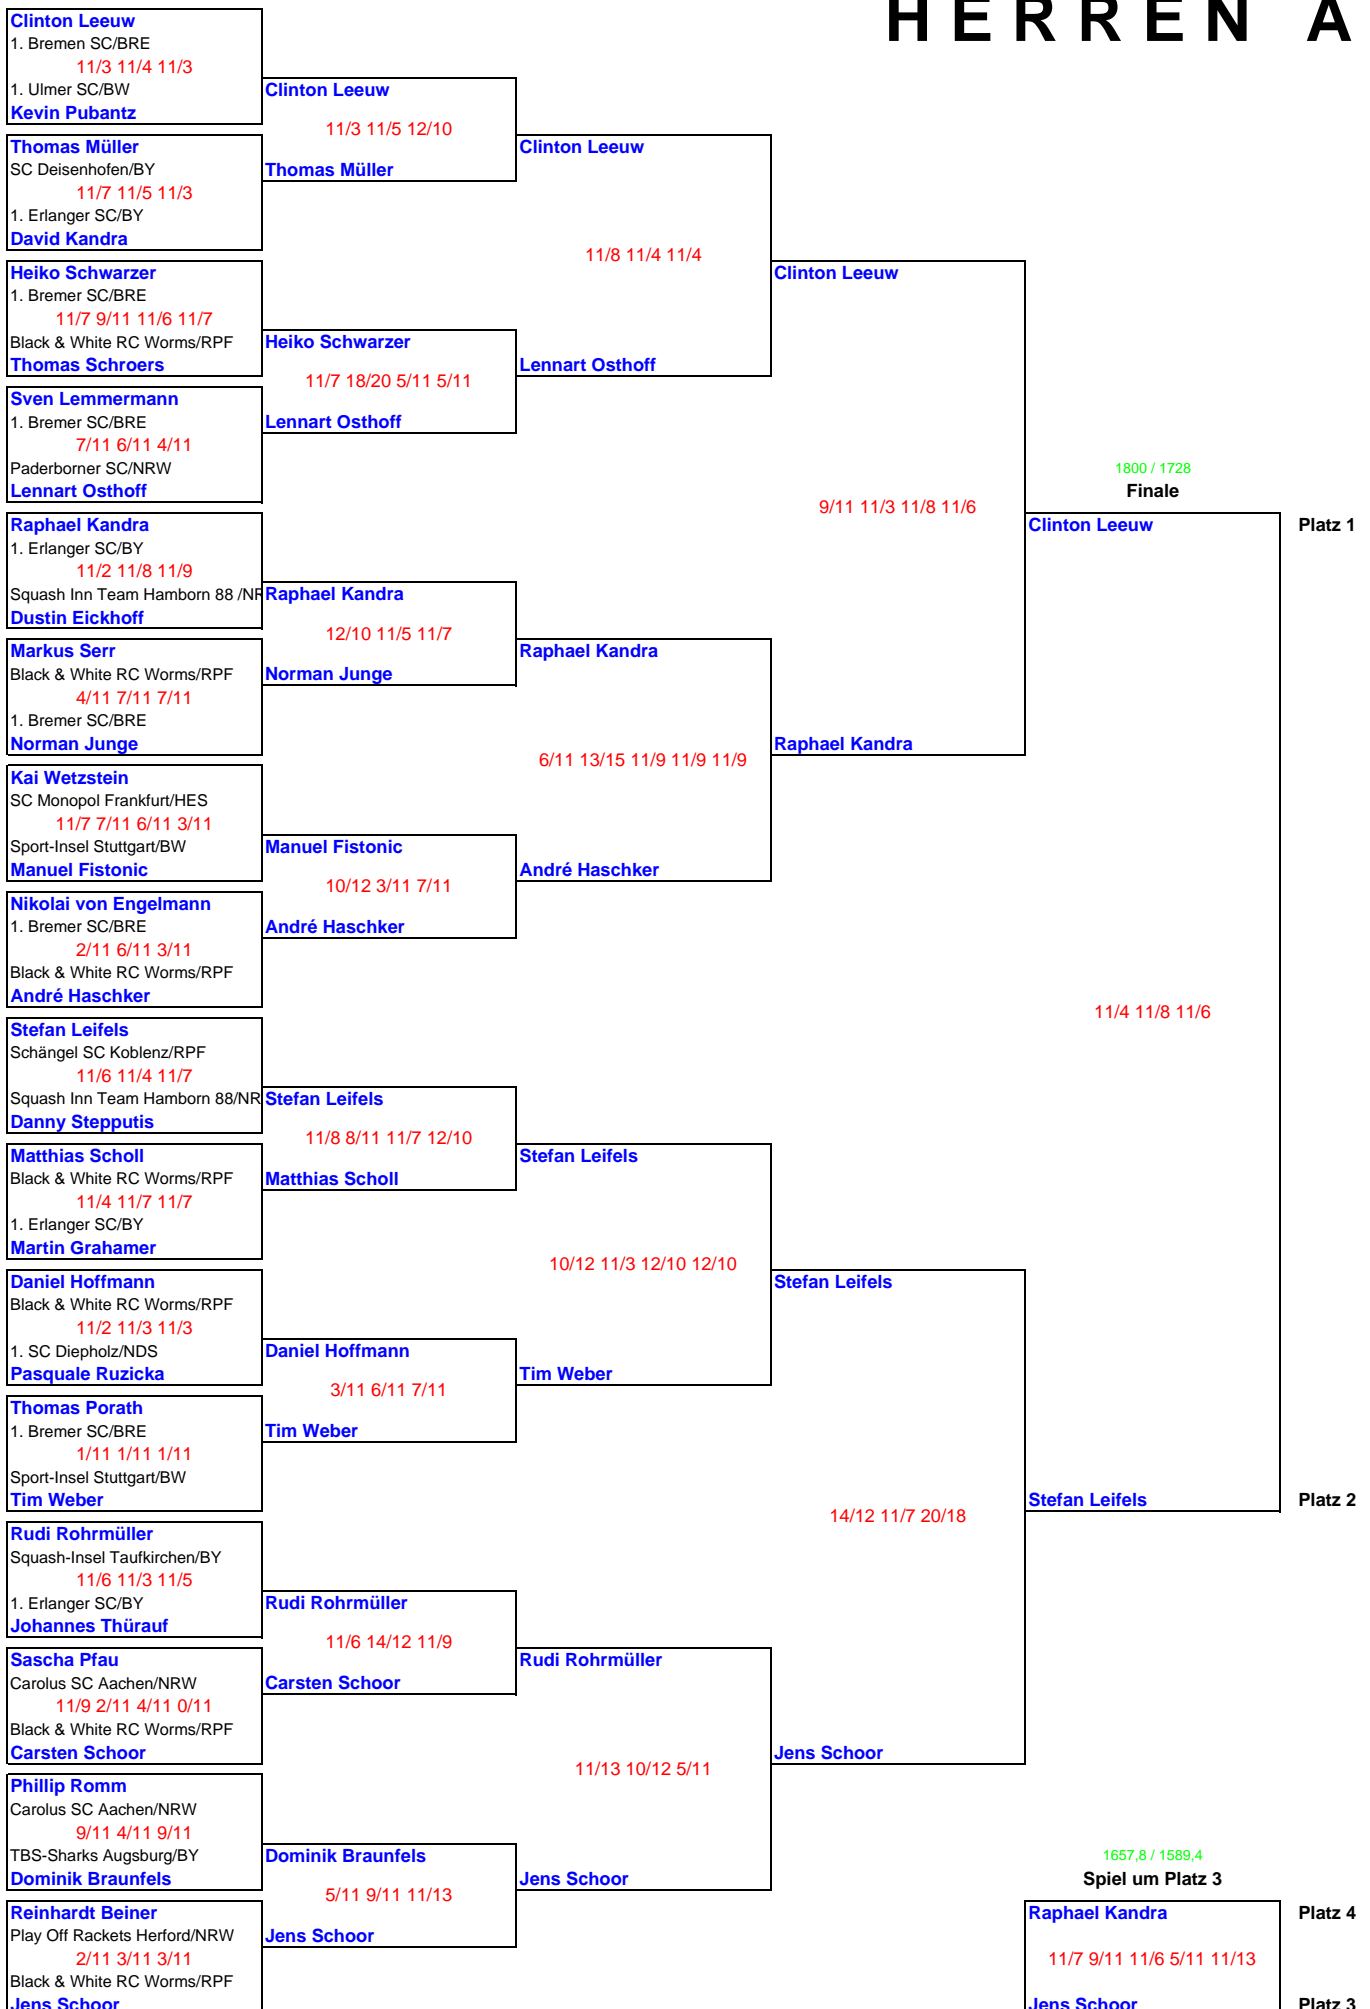 HERREN A
Clinton Leeuw
1. Bremen SC/BRE
11/3 11/4 11/3
1. Ulmer SC/BW
Kevin Pubantz
Thomas Müller
SC Deisenhofen/BY
11/7 11/5 11/3
1. Erlanger SC/BY
David Kandra
Heiko Schwarzer
1. Bremer SC/BRE
11/7 9/11 11/6 11/7
Black & White RC Worms/RPF
Thomas Schroers
Sven Lemmermann
1. Bremer SC/BRE
7/11 6/11 4/11
Paderborner SC/NRW
Lennart Osthoff
Raphael Kandra
1. Erlanger SC/BY
11/2 11/8 11/9
Squash Inn Team Hamborn 88 /NR
Dustin Eickhoff
Markus Serr
Black & White RC Worms/RPF
4/11 7/11 7/11
1. Bremer SC/BRE
Norman Junge
Kai Wetzstein
SC Monopol Frankfurt/HES
11/7 7/11 6/11 3/11
Sport-Insel Stuttgart/BW
Manuel Fistonic
Nikolai von Engelmann
1. Bremer SC/BRE
2/11 6/11 3/11
Black & White RC Worms/RPF
André Haschker
Stefan Leifels
Schängel SC Koblenz/RPF
11/6 11/4 11/7
Squash Inn Team Hamborn 88/NR
Danny Stepputis
Matthias Scholl
Black & White RC Worms/RPF
11/4 11/7 11/7
1. Erlanger SC/BY
Martin Grahamer
Daniel Hoffmann
Black & White RC Worms/RPF
11/2 11/3 11/3
1. SC Diepholz/NDS
Pasquale Ruzicka
Thomas Porath
1. Bremer SC/BRE
1/11 1/11 1/11
Sport-Insel Stuttgart/BW
Tim Weber
Rudi Rohrmüller
Squash-Insel Taufkirchen/BY
11/6 11/3 11/5
1. Erlanger SC/BY
Johannes Thürauf
Sascha Pfau
Carolus SC Aachen/NRW
11/9 2/11 4/11 0/11
Black & White RC Worms/RPF
Carsten Schoor
Phillip Romm
Carolus SC Aachen/NRW
9/11 4/11 9/11
TBS-Sharks Augsburg/BY
Dominik Braunfels
Reinhardt Beiner
Play Off Rackets Herford/NRW
2/11 3/11 3/11
Black & White RC Worms/RPF
Jens Schoor
Clinton Leeuw
11/3 11/5 12/10
Thomas Müller
Heiko Schwarzer
11/7 18/20 5/11 5/11
Lennart Osthoff
Raphael Kandra
12/10 11/5 11/7
Norman Junge
Manuel Fistonic
10/12 3/11 7/11
André Haschker
Stefan Leifels
11/8 8/11 11/7 12/10
Matthias Scholl
Daniel Hoffmann
3/11 6/11 7/11
Tim Weber
Rudi Rohrmüller
11/6 14/12 11/9
Carsten Schoor
Dominik Braunfels
5/11 9/11 11/13
Jens Schoor
Clinton Leeuw
11/8 11/4 11/4
Lennart Osthoff
Raphael Kandra
6/11 13/15 11/9 11/9 11/9
André Haschker
Stefan Leifels
10/12 11/3 12/10 12/10
Tim Weber
Rudi Rohrmüller
11/13 10/12 5/11
Jens Schoor
Clinton Leeuw
9/11 11/3 11/8 11/6
Raphael Kandra
Stefan Leifels
14/12 11/7 20/18
Jens Schoor
1800 / 1728
Finale
Clinton Leeuw
Platz 1
11/4 11/8 11/6
Stefan Leifels
Platz 2
1657,8 / 1589,4
Spiel um Platz 3
Raphael Kandra
Platz 4
11/7 9/11 11/6 5/11 11/13
Jens Schoor
Platz 3